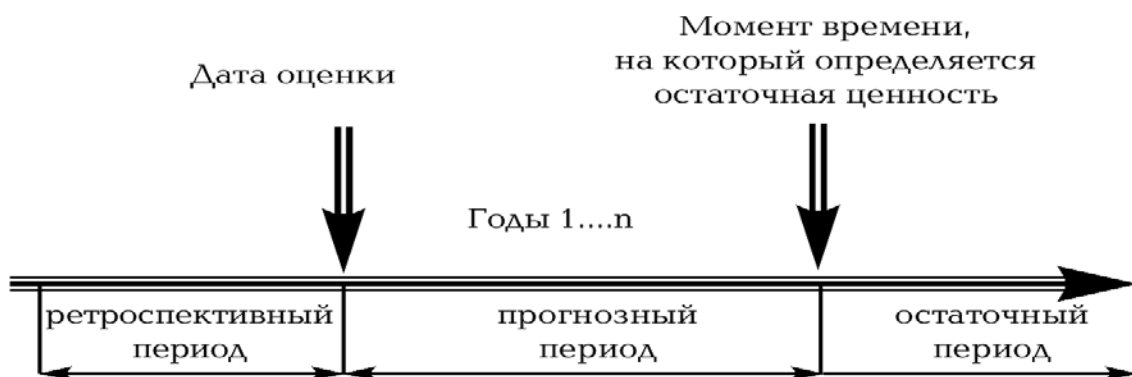 Момент времени,
на который определяется
остаточная ценность
Дата оценки
Годы 1....n
ретроспективный
период
прогнозный
период
остаточный
период